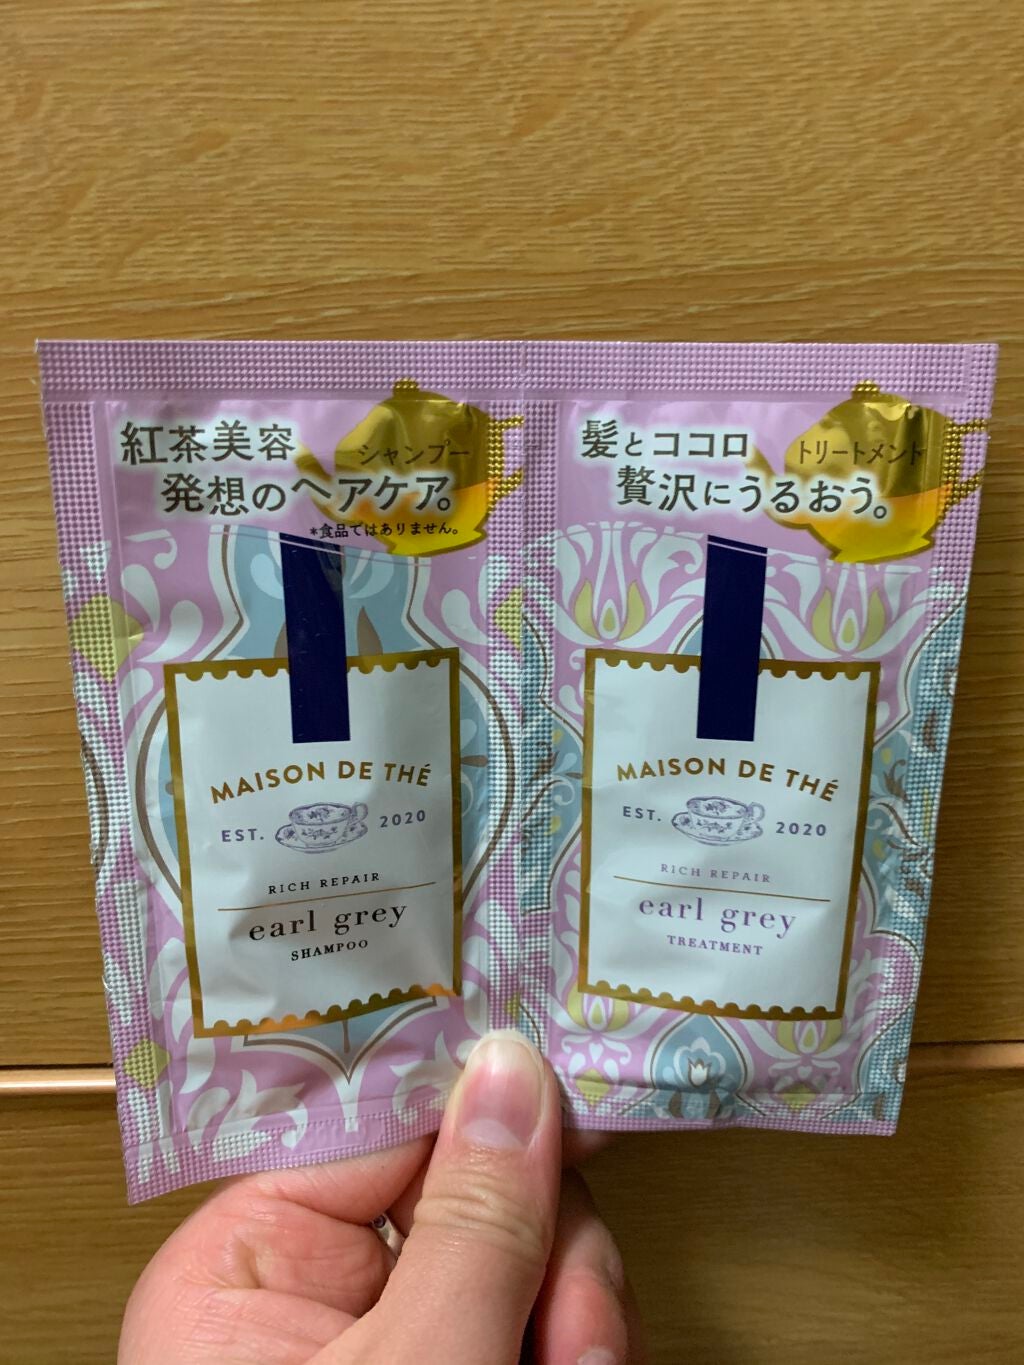 紅茶美容
シャンプー
発想のヘアケア。
*食品ではありません。
MAISON DE THÉ
EST. 2020
RICH REPAIR
earl grey
SHAMPOO
髪とココロ
トリートメント
贅沢にうるおう。
MAISON DE THÉ
EST. 2020
RICH REPAIR
earl grey
TREATMENT